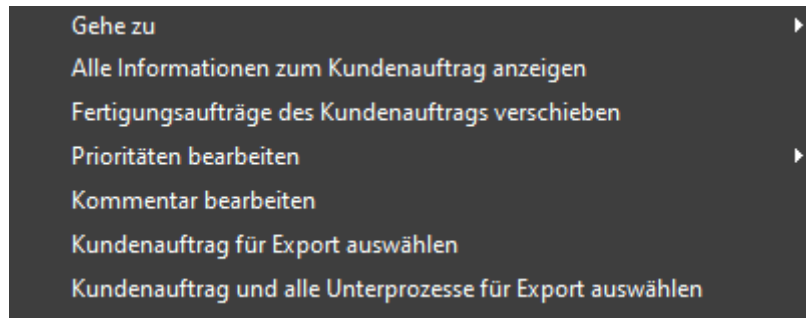 Gehe zu
Alle Informationen zum Kundenauftrag anzeigen
Fertigungsaufträge des Kundenauftrags verschieben
Prioritäten bearbeiten
Kommentar bearbeiten
Kundenauftrag für Export auswählen
Kundenauftrag und alle Unterprozesse für Export auswählen